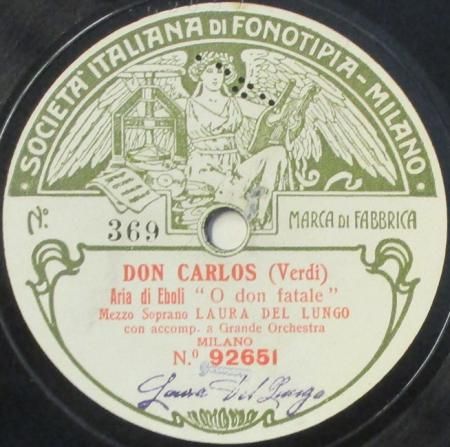 SOCIETÀ ITALIANA DI FONOTIPIA - MILANO
Nº 369
MARCA DI FABBRICA
DON CARLOS (Verdi)
Aria di Eboli "O don fatale"
Mezzo Soprano LAURA DEL LUNGO
con accomp. a Grande Orchestra
MILANO
N.º 92651
Laura Del Lungo